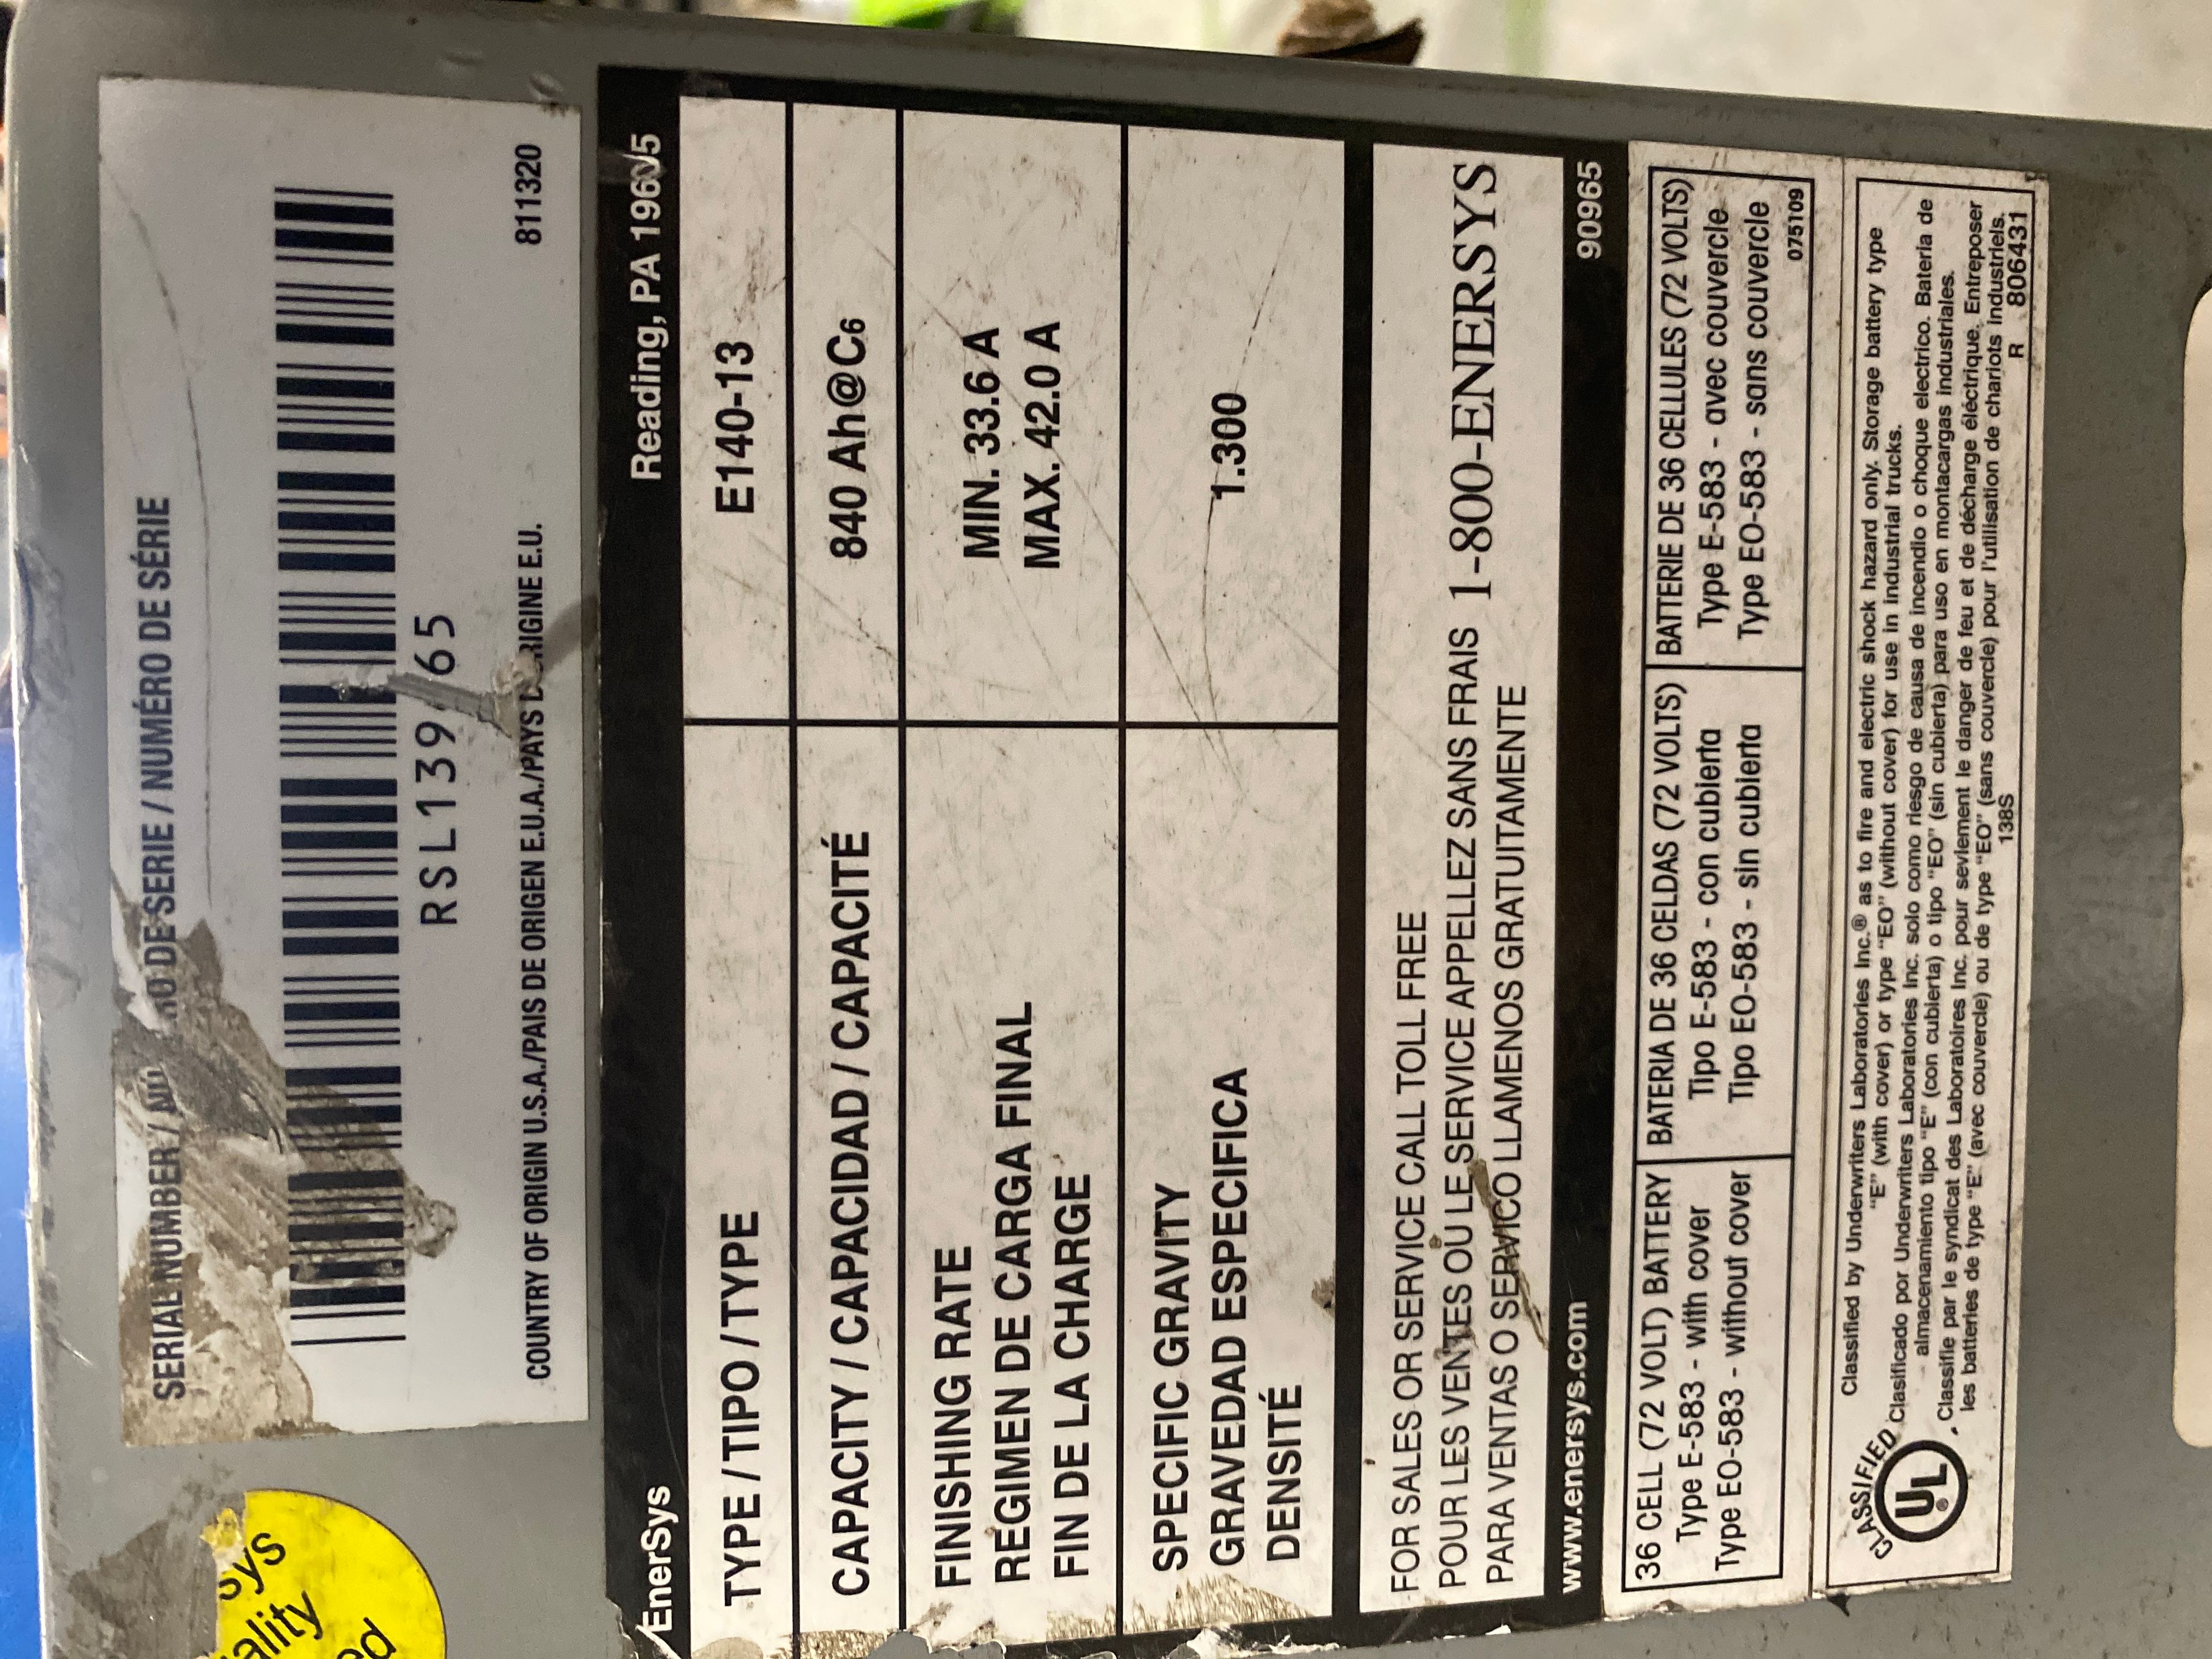 SERIAL NUMBER / NU RO DE SERIE / NUMÉRO DE SÉRIE
RSL139 65
COUNTRY OF ORIGIN U.S.A./PAIS DE ORIGEN E.U.A./PAYS D'ORIGINE E.U.
811320
sys
ality
ed
EnerSys
Reading, PA 19605
TYPE / TIPO / TYPE
E140-13
CAPACITY / CAPACIDAD / CAPACITÉ
840 Ah@C6
FINISHING RATE
REGIMEN DE CARGA FINAL
FIN DE LA CHARGE
MIN. 33.6 A
MAX. 42.0 A
SPECIFIC GRAVITY
GRAVEDAD ESPECIFICA
DENSITÉ
1.300
FOR SALES OR SERVICE CALL TOLL FREE
POUR LES VENTES OU LE SERVICE APPELLEZ SANS FRAIS 1-800-ENERSYS
PARA VENTAS O SERVICO LLAMENOS GRATUITAMENTE
www.enersys.com
90965
36 CELL (72 VOLT) BATTERY
Type E-583 - with cover
Type EO-583 - without cover
BATERIA DE 36 CELDAS (72 VOLTS)
Tipo E-583 - con cubierta
Tipo EO-583 - sin cubierta
BATTERIE DE 36 CELLULES (72 VOLTS)
Type E-583 - avec couvercle
Type EO-583 - sans couvercle
075109
CLASSIFIED
UL®
Classified by Underwriters Laboratories Inc.® as to fire and electric shock hazard only. Storage battery type
"E" (with cover) or type "EO" (without cover) for use in industrial trucks.
Clasificado por Underwriters Laboratories Inc. solo como riesgo de causa de incendio o choque electrico. Bateria de
almacenamiento tipo "E" (con cubierta) o tipo "EO" (sin cubierta) para uso en montacargas industriales.
Classifie par le syndicat des Laboratoires Inc. pour sevlement le danger de feu et de décharge éléctrique. Entreposer
les batteries de type "E" (avec couvercle) ou de type "EO" (sans couvercle) pour l'utilisation de chariots industriels.
138S
R 806431